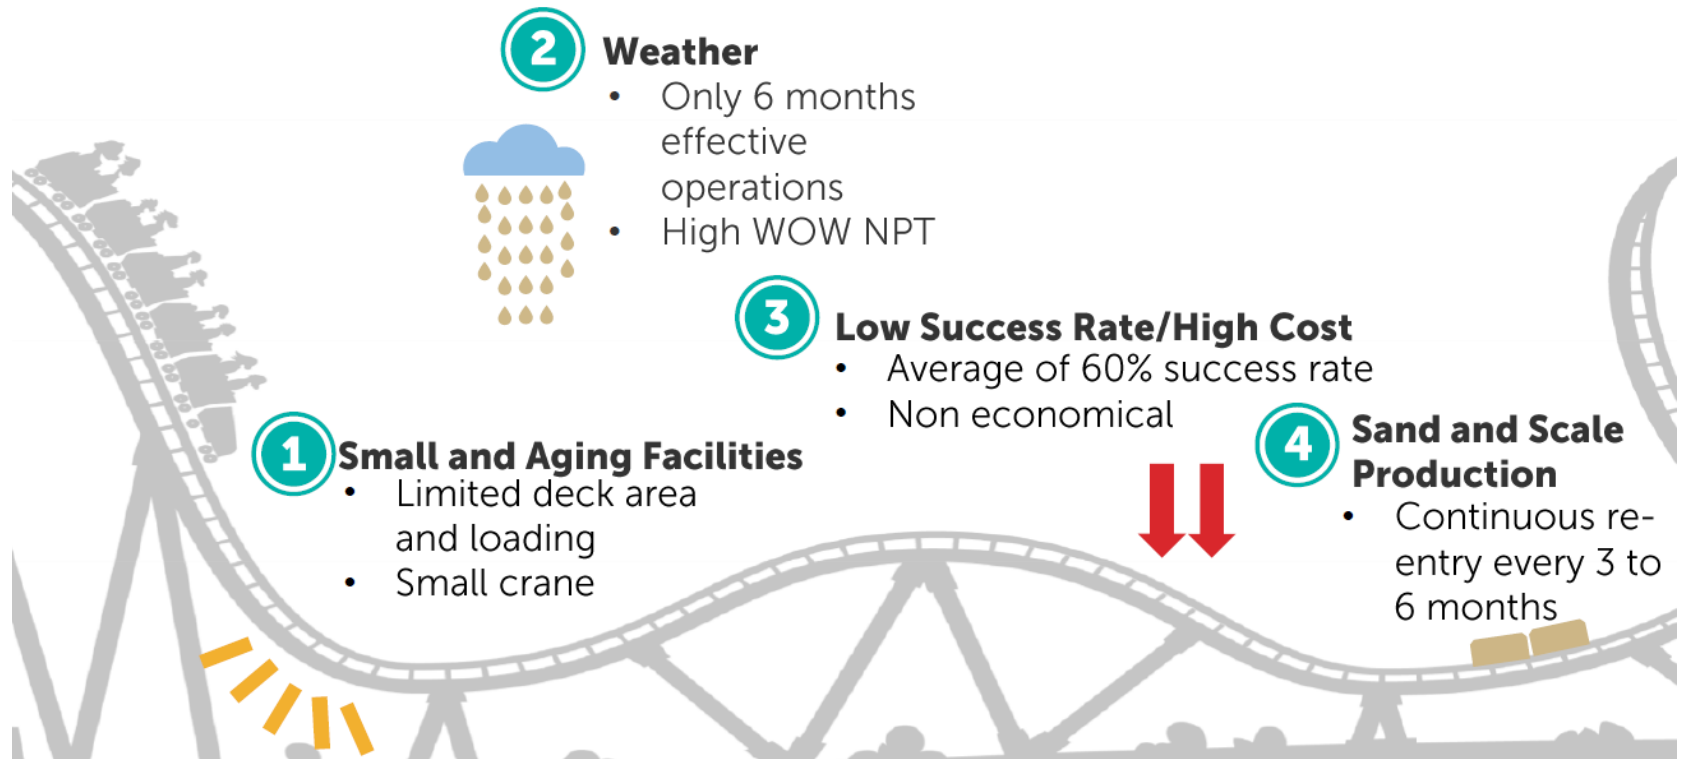 1
Small and Aging Facilities
• Limited deck area
and loading
• Small crane
2
Weather
• Only 6 months
effective
operations
• High WOW NPT
3
Low Success Rate/High Cost
• Average of 60% success rate
• Non economical
4
Sand and Scale
Production
• Continuous re-
entry every 3 to
6 months